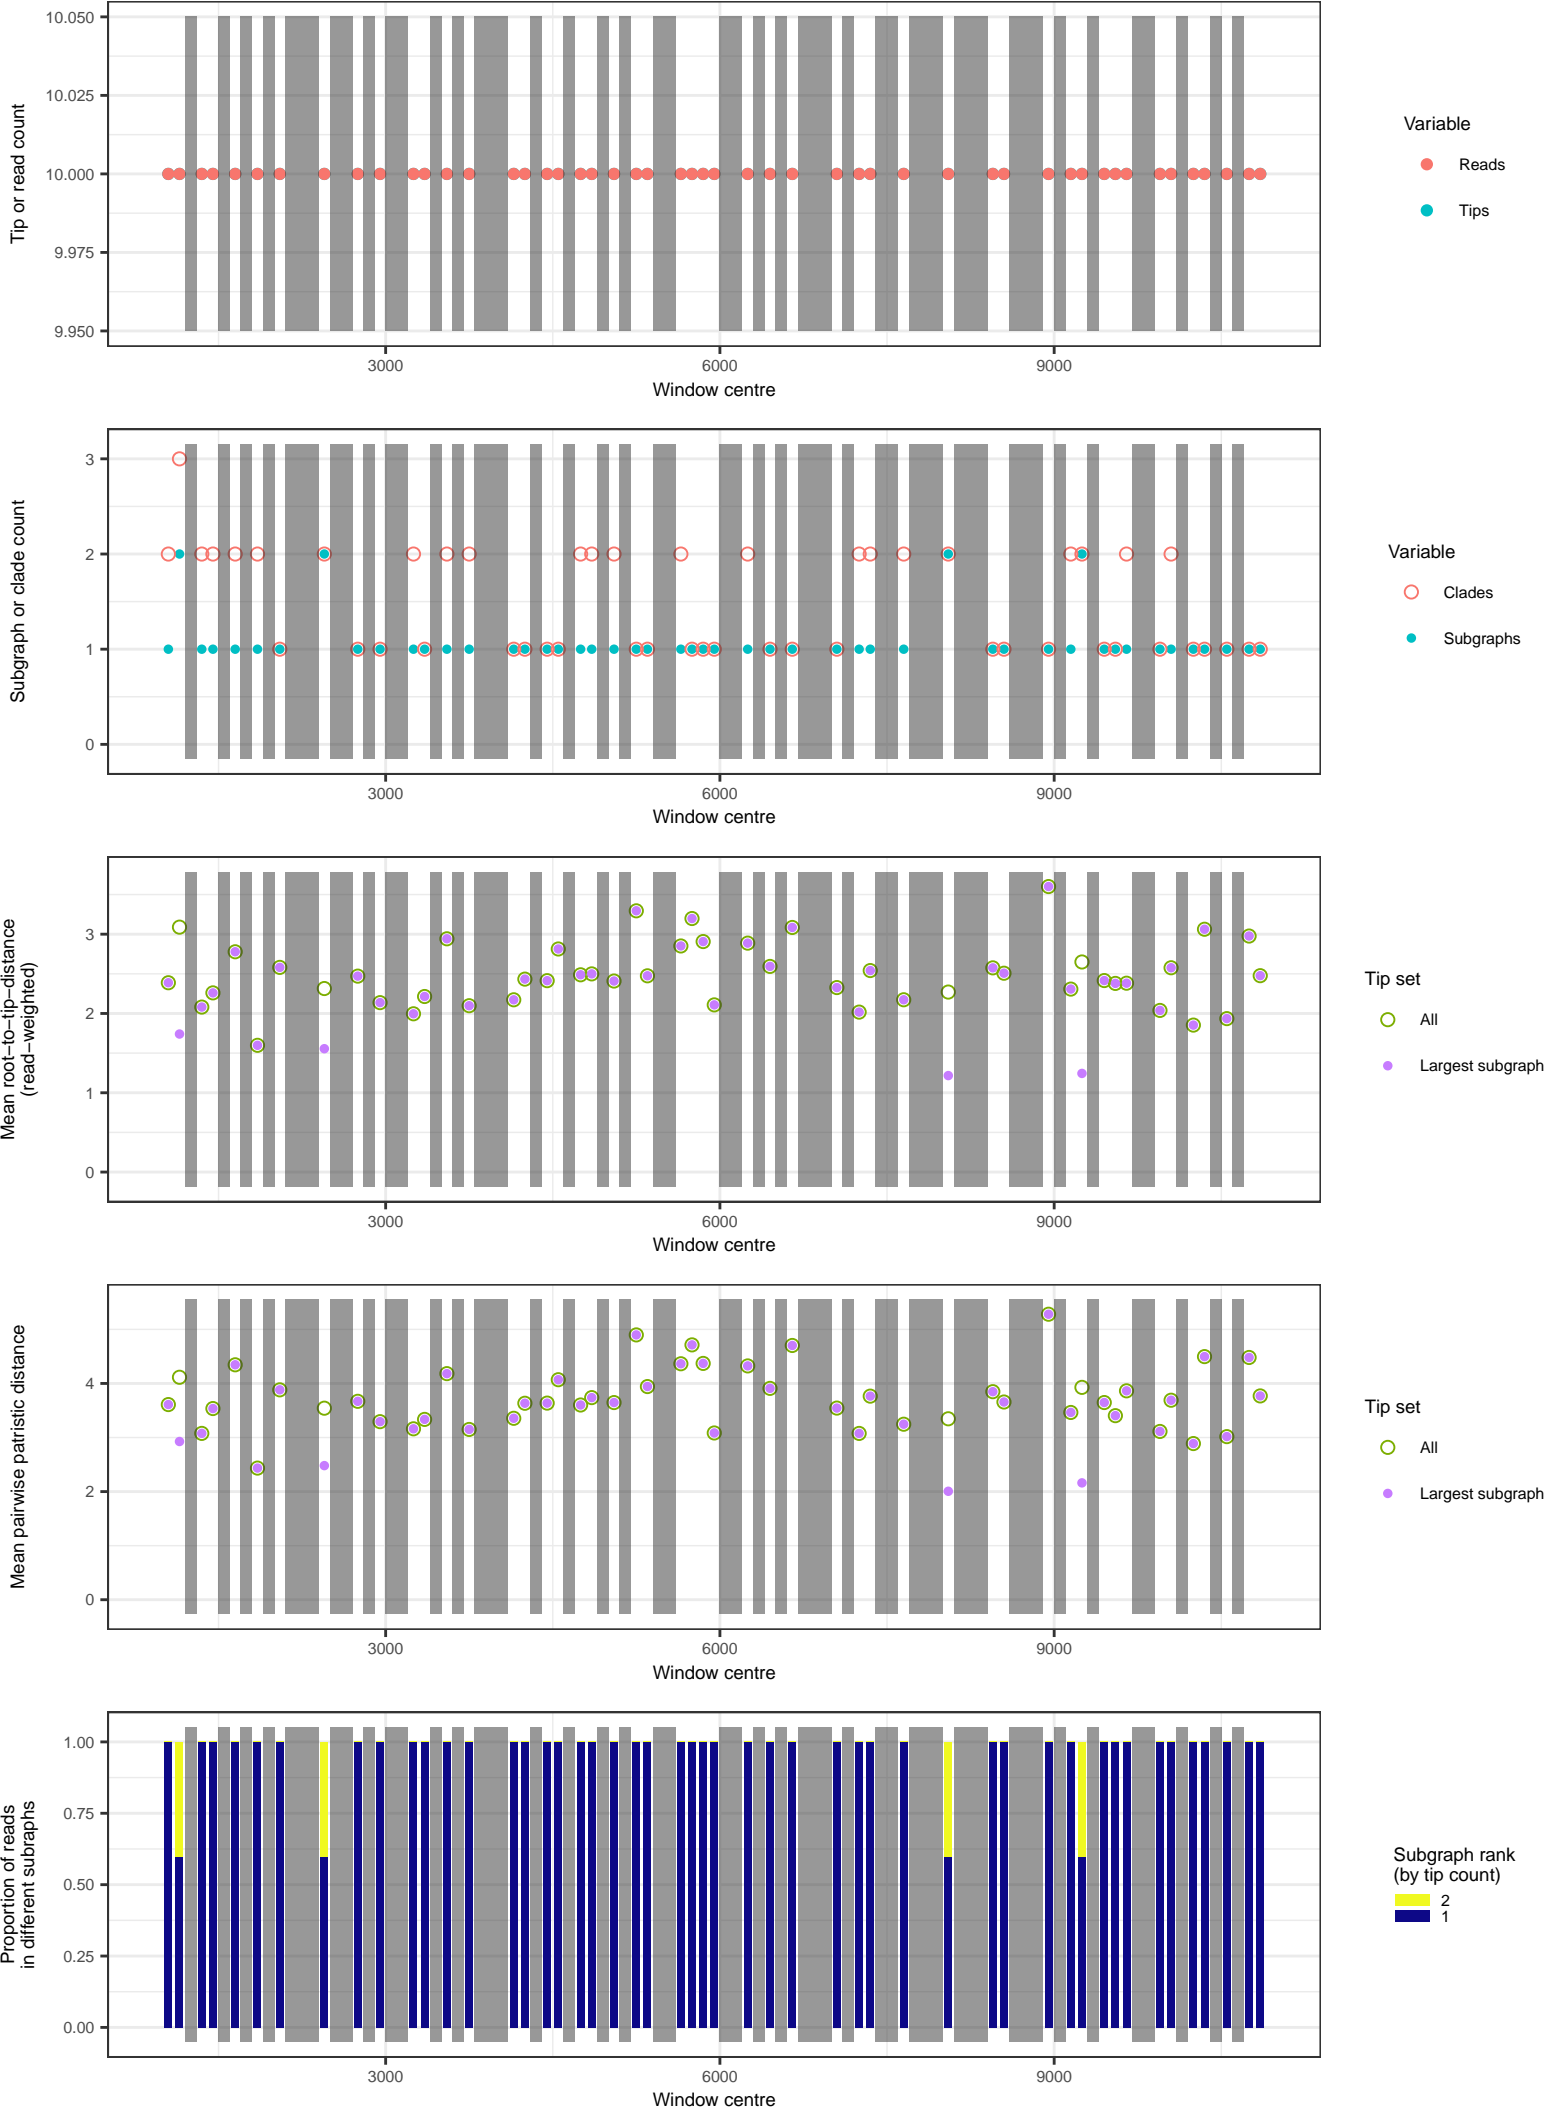 10.050
10.025
10.000
9.975
9.950
Tip or read count
3000
6000
9000
Window centre
Variable
Reads
Tips
3
2
1
0
Subgraph or clade count
3000
6000
9000
Window centre
Variable
Clades
Subgraphs
3
2
1
0
Mean root−to−tip−distance
(read−weighted)
3000
6000
9000
Window centre
Tip set
All
Largest subgraph
4
2
0
Mean pairwise patristic distance
3000
6000
9000
Window centre
Tip set
All
Largest subgraph
1.00
0.75
0.50
0.25
0.00
Proportion of reads
in different subraphs
3000
6000
9000
Window centre
Subgraph rank
(by tip count)
2
1